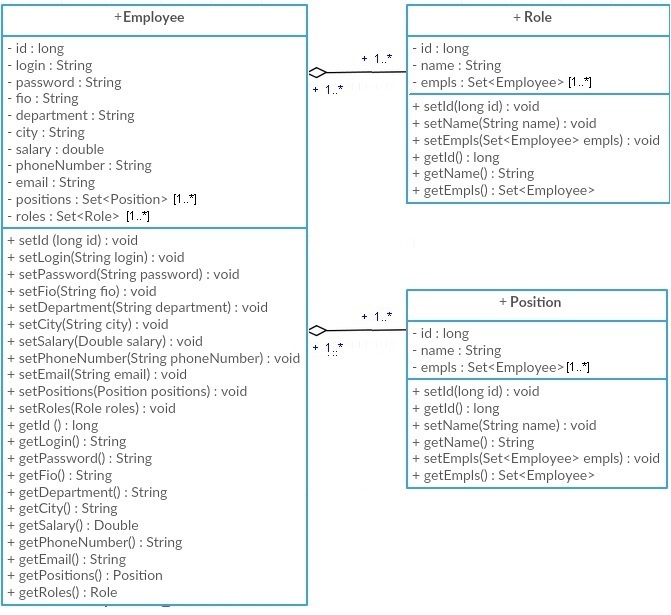 +Employee
- id : long
- login : String
- password : String
- fio : String
- department : String
- city : String
- salary : double
- phoneNumber : String
- email : String
- positions : Set<Position> [1..*]
- roles : Set<Role> [1..*]
+ setId (long id) : void
+ setLogin(String login) : void
+ setPassword(String password) : void
+ setFio(String fio) : void
+ setDepartment(String department) : void
+ setCity(String city) : void
+ setSalary(Double salary) : void
+ setPhoneNumber(String phoneNumber) : void
+ setEmail(String email) : void
+ setPositions(Position positions) : void
+ setRoles(Role roles) : void
+ getId () : long
+ getLogin() : String
+ getPassword() : String
+ getFio() : String
+ getDepartment() : String
+ getCity() : String
+ getSalary() : Double
+ getPhoneNumber() : String
+ getEmail() : String
+ getPositions() : Position
+ getRoles() : Role
+ 1..*
+ 1..*
+ Role
- id : long
- name : String
- empls : Set<Employee> [1..*]
+ setId(long id) : void
+ setName(String name) : void
+ setEmpls(Set<Employee> empls) : void
+ getId() : long
+ getName() : String
+ getEmpls() : Set<Employee>
+ 1..*
+ 1..*
+ Position
- id : long
- name : String
- empls : Set<Employee> [1..*]
+ setId(long id) : void
+ getId() : long
+ setName(String name) : void
+ getName() : String
+ setEmpls(Set<Employee> empls) : void
+ getEmpls() : Set<Employee>